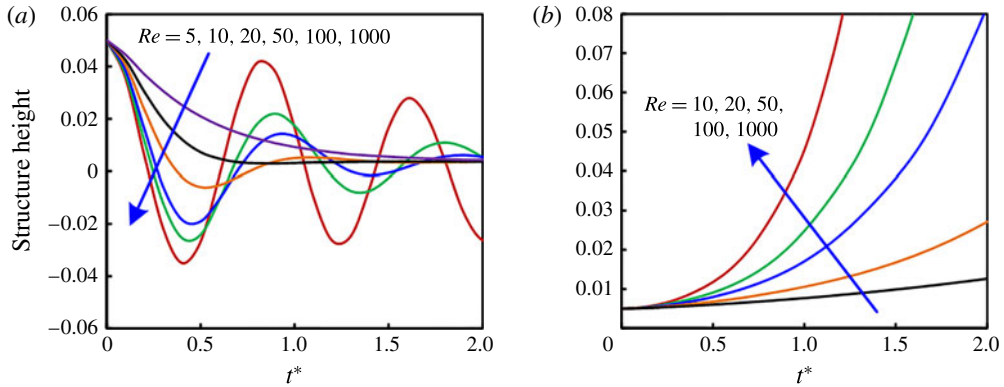 (a)
Re = 5, 10, 20, 50, 100, 1000
0.06
0.04
0.02
0
–0.02
–0.04
–0.06
Structure height
0 0.5 1.0 1.5 2.0
t*
(b)
Re = 10, 20, 50,
100, 1000
0.08
0.07
0.06
0.05
0.04
0.03
0.02
0.01
0 0.5 1.0 1.5 2.0
t*